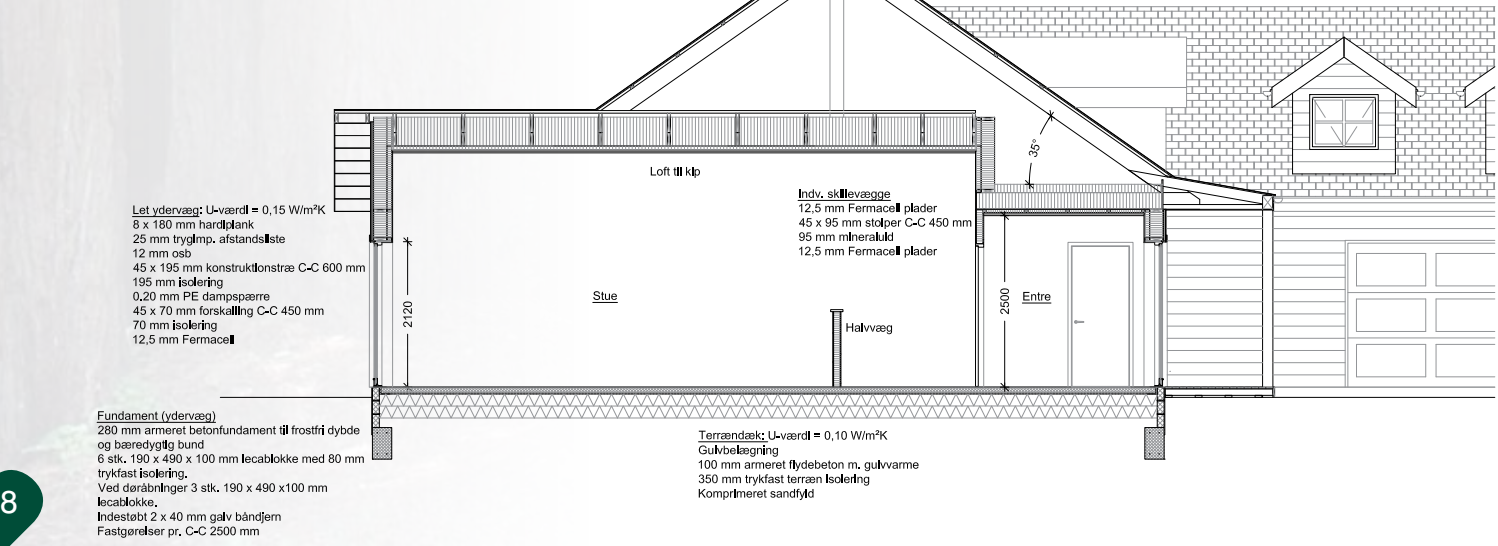 Loft til kip
35°
Indv. skillevægge
12,5 mm Fermacell plader
45 x 95 mm stolper C-C 450 mm
95 mm mineraluld
12,5 mm Fermacell plader
Let ydervæg: U-værdi = 0,15 W/m²K
8 x 180 mm hardiplank
25 mm trygimp. afstandsliste
12 mm osb
45 x 195 mm konstruktionstræ C-C 600 mm
195 mm isolering
0.20 mm PE dampspærre
45 x 70 mm forskalling C-C 450 mm
70 mm isolering
12,5 mm Fermacell
2120
Stue
Halvvæg
2500
Entre
Fundament (ydervæg)
280 mm armeret betonfundament til frostfri dybde
og bæredygtig bund
6 stk. 190 x 490 x 100 mm lecablokke med 80 mm
trykfast isolering.
Ved døråbninger 3 stk. 190 x 490 x100 mm
lecablokke.
Indestøbt 2 x 40 mm galv båndjern
Fastgørelser pr. C-C 2500 mm
Terrændæk: U-værdi = 0,10 W/m²K
Gulvbelægning
100 mm armeret flydebeton m. gulvvarme
350 mm trykfast terræn isolering
Komprimeret sandfyld
8